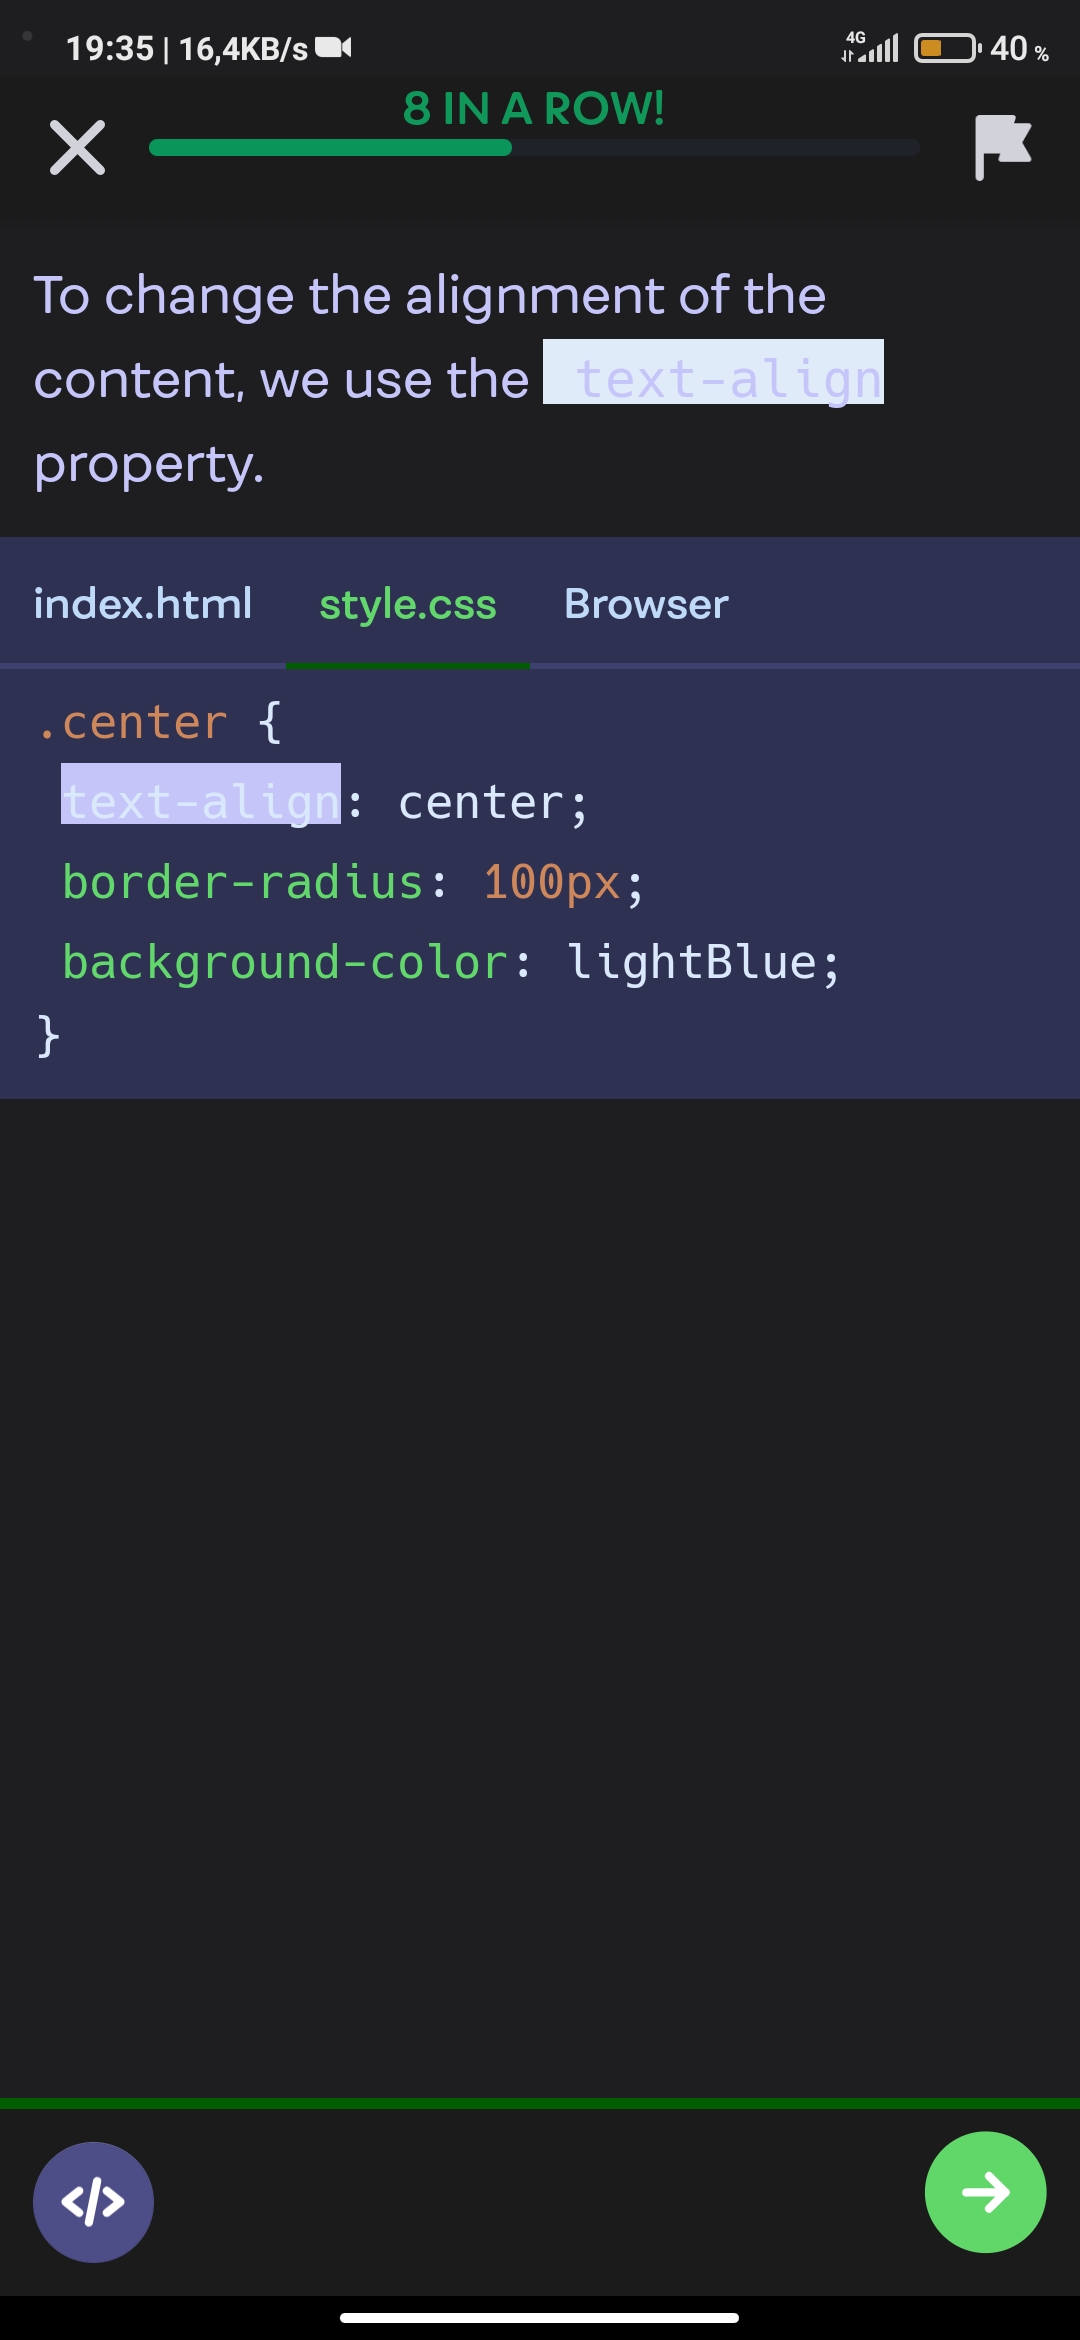 19:35 | 16,4KB/s 4G 40 %
8 IN A ROW!
To change the alignment of the
content, we use the text-align
property.
index.html style.css Browser
.center {
text-align: center;
border-radius: 100px;
background-color: lightBlue;
}
</>